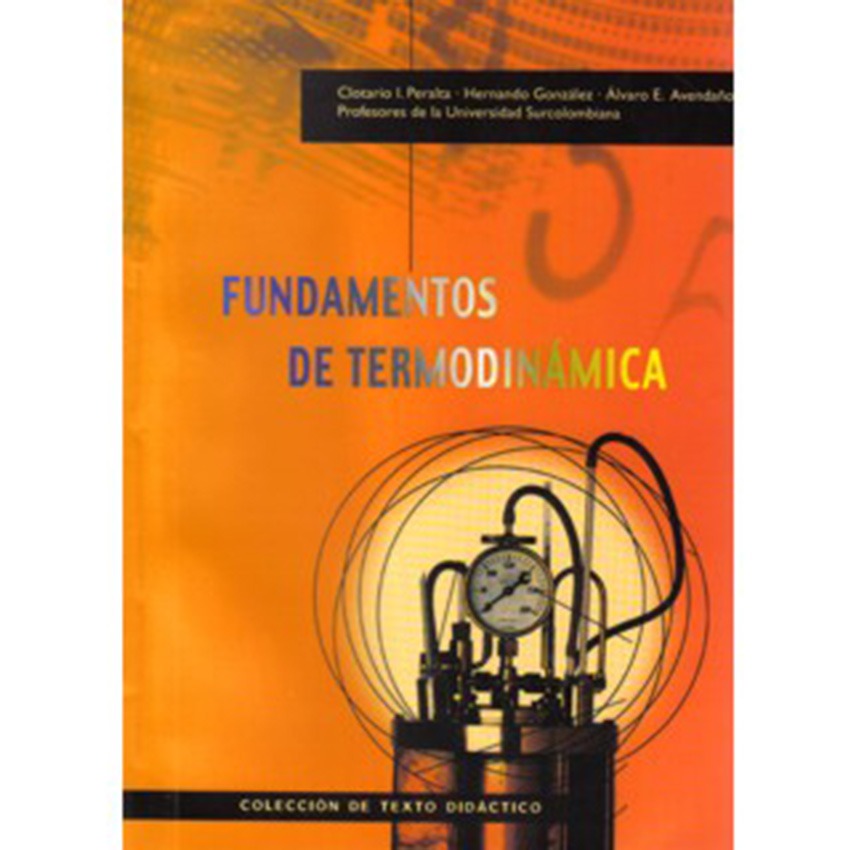 Clotario I. Peralta · Hernando González · Álvaro E. Avendaño
Profesores de la Universidad Surcolombiana
FUNDAMENTOS
DE TERMODINÁMICA
COLECCIÓN DE TEXTO DIDÁCTICO